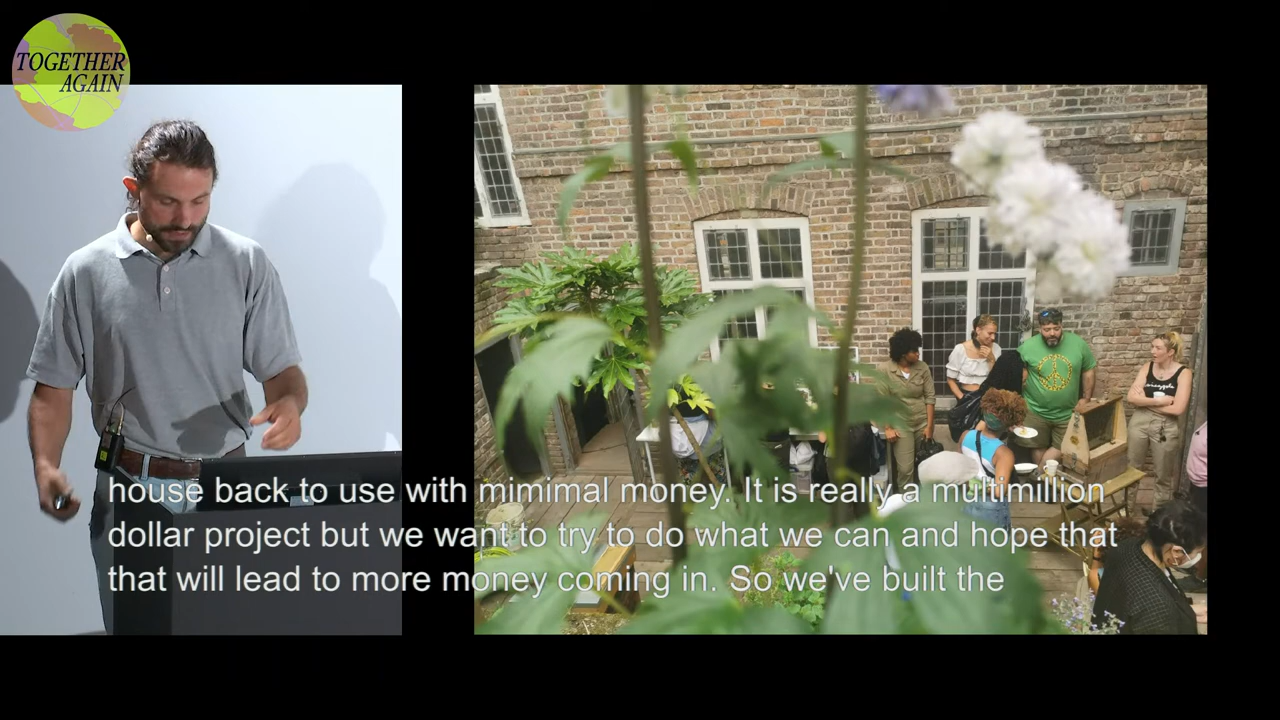 TOGETHER
AGAIN
house back to use with mimimal money. It is really a multimillion
dollar project but we want to try to do what we can and hope that
that will lead to more money coming in. So we've built the